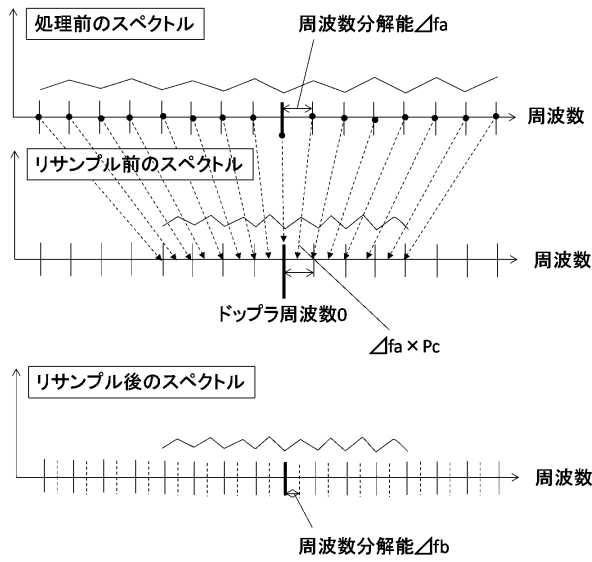 処理前のスペクトル
周波数分解能⊿fa
周波数
リサンプル前のスペクトル
周波数
ドップラ周波数0
⊿fa×Pc
リサンプル後のスペクトル
周波数
周波数分解能⊿fb